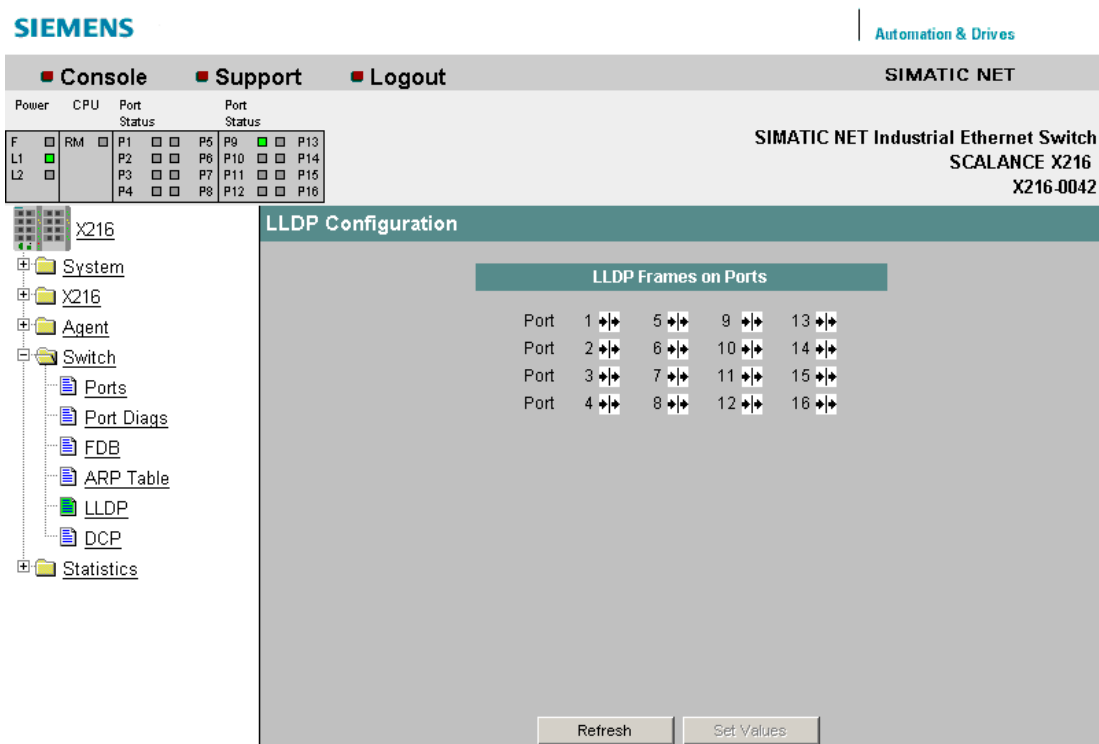 SIEMENS
Automation & Drives
Console Support Logout SIMATIC NET
Power CPU Port Status Port Status
F RM P1 P5 P9 P13
L1 P2 P6 P10 P14
L2 P3 P7 P11 P15
P4 P8 P12 P16
SIMATIC NET Industrial Ethernet Switch
SCALANCE X216
X216-0042
X216
System
X216
Agent
Switch
Ports
Port Diags
FDB
ARP Table
LLDP
DCP
Statistics
LLDP Configuration
LLDP Frames on Ports
Port 1 5 9 13
Port 2 6 10 14
Port 3 7 11 15
Port 4 8 12 16
Refresh Set Values